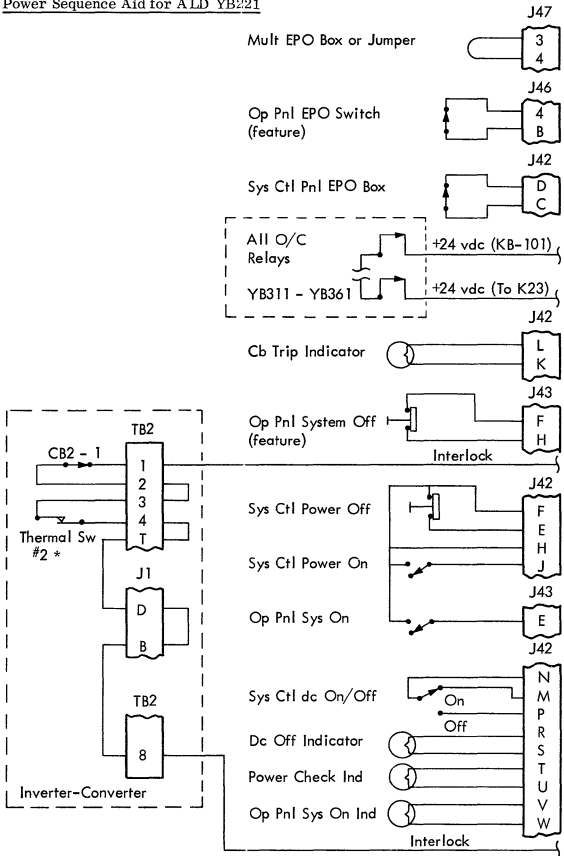 Power Sequence Aid for ALD YB221
J47
Mult EPO Box or Jumper
3
4
J46
Op Pnl EPO Switch
(feature)
4
B
J42
Sys Ctl Pnl EPO Box
D
C
All O/C
Relays
+24 vdc (KB-101)
YB311 - YB361
+24 vdc (To K23)
J42
Cb Trip Indicator
L
K
J43
Op Pnl System Off
(feature)
F
H
Interlock
TB2
CB2 - 1
1
2
3
4
T
Thermal Sw
#2 *
J1
D
B
TB2
8
Inverter-Converter
J42
Sys Ctl Power Off
F
E
H
Sys Ctl Power On
J
J43
Op Pnl Sys On
E
J42
N
Sys Ctl dc On/Off
On
M
P
Off
R
Dc Off Indicator
S
T
Power Check Ind
U
V
Op Pnl Sys On Ind
W
Interlock